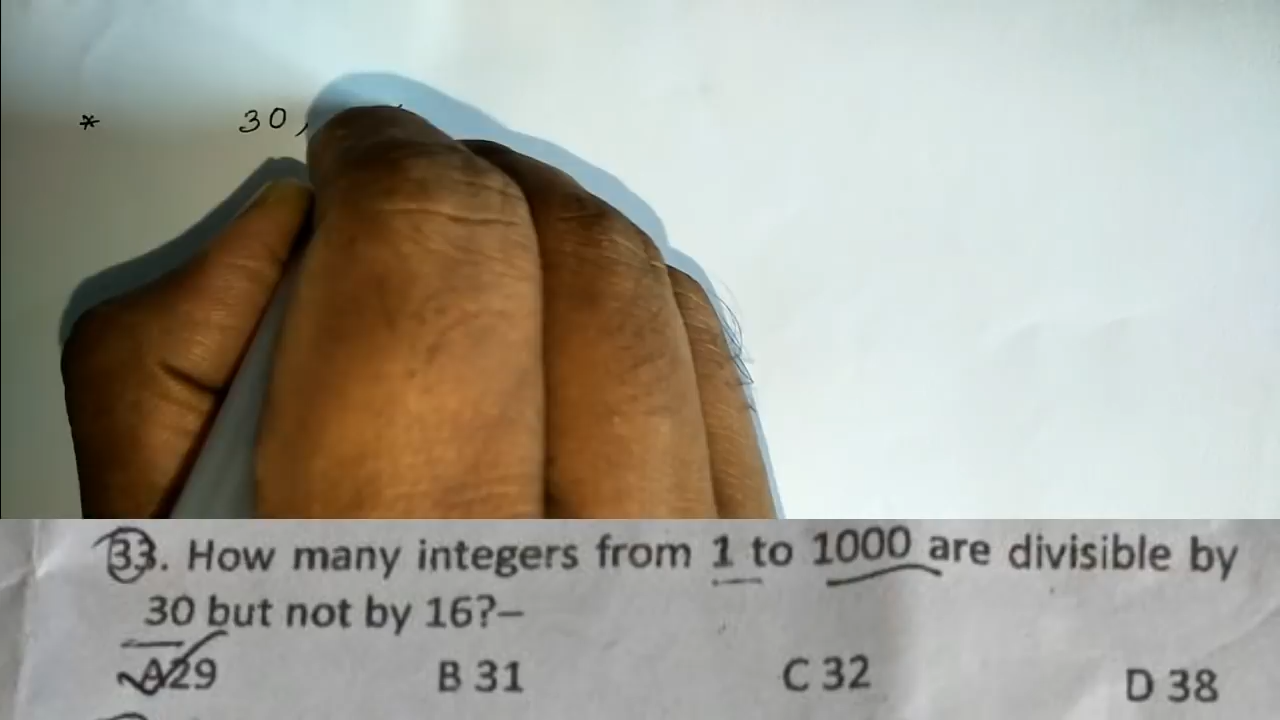 * 30,
33. How many integers from 1 to 1000 are divisible by
30 but not by 16?–
A 29 B 31 C 32 D 38